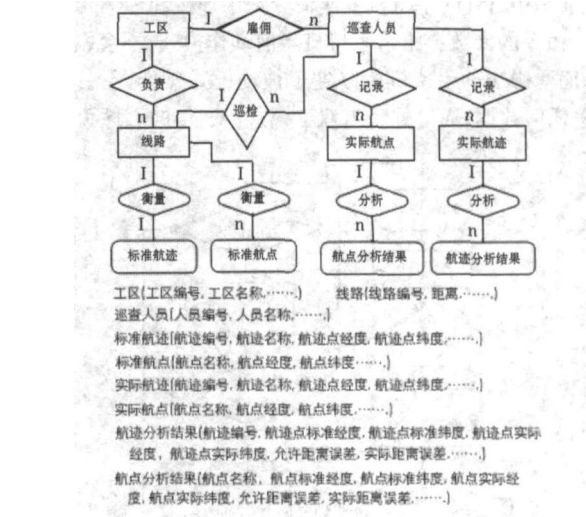 工区 I 雇佣 n 巡查人员
I I I
负责 I 巡检 n 记录 记录
n n n
线路 实际航点 实际航迹
I I I I
衡量 衡量 分析 分析
I n n n
标准航迹 标准航点 航点分析结果 航迹分析结果
工区(工区编号, 工区名称,……,) 线路(线路编号, 距离,……,)
巡查人员(人员编号, 人员名称,……,)
标准航迹(航迹编号, 航迹名称, 航迹点经度, 航迹点纬度,……,)
标准航点(航点名称, 航点经度, 航点纬度……,)
实际航迹(航迹编号, 航迹名称, 航迹点经度, 航迹点纬度,……,)
实际航点(航点名称, 航点经度, 航点纬度,……,)
航迹分析结果(航迹编号, 航迹点标准经度, 航迹点标准纬度, 航迹点实际
经度, 航迹点实际纬度, 允许距离误差, 实际距离误差,……,)
航点分析结果(航点名称, 航点标准经度, 航点标准纬度, 航点实际经
度, 航点实际纬度, 允许距离误差, 实际距离误差,……,)